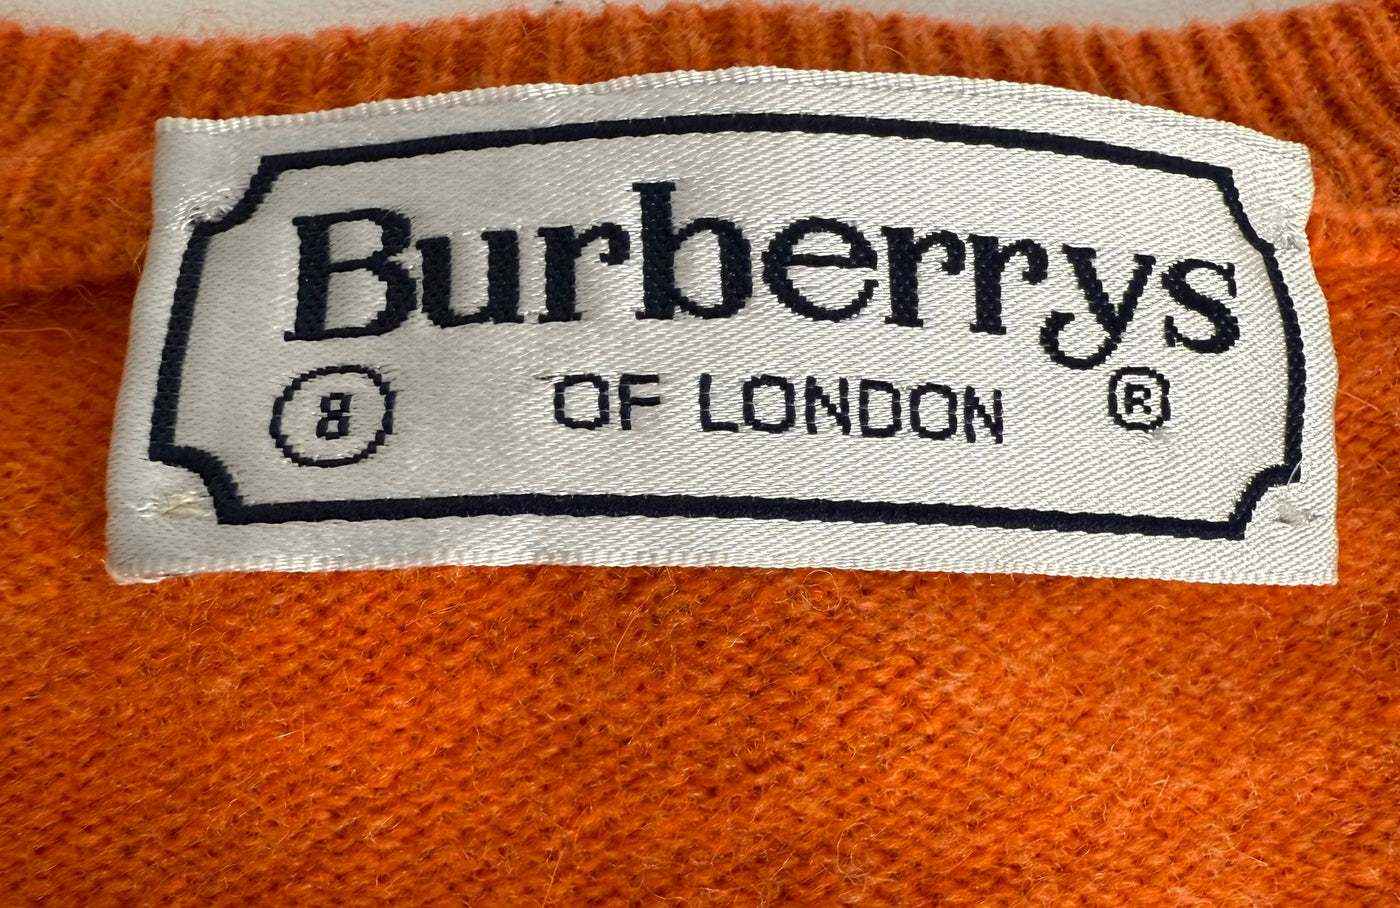 Burberrys
8 OF LONDON ®